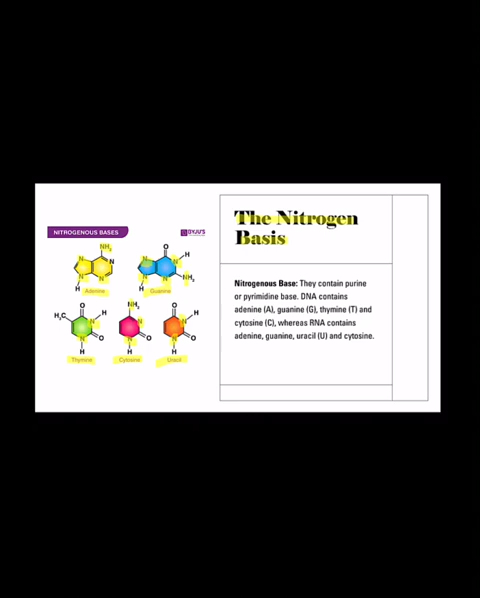 The Nitrogen
Basis
NITROGENOUS BASES
BYJU'S
NH₂
N
N
N
N
H
Adenine
O
H
N
N
N
N
NH₂
H
Guanine
O
H₃C
H
N
N
O
H
Thymine
NH₂
N
N
O
H
Cytosine
O
H
N
N
O
H
Uracil
Nitrogenous Base: They contain purine
or pyrimidine base. DNA contains
adenine (A), guanine (G), thymine (T) and
cytosine (C), whereas RNA contains
adenine, guanine, uracil (U) and cytosine.